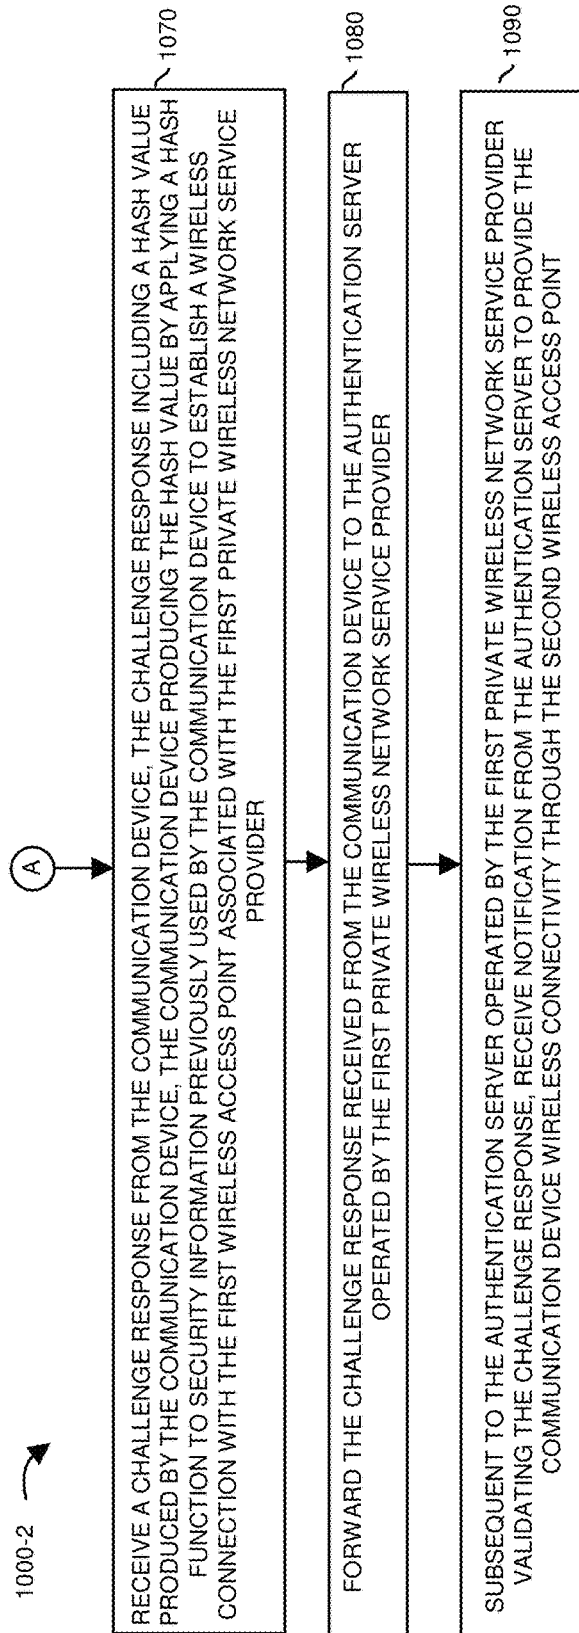 1000-2
A
RECEIVE A CHALLENGE RESPONSE FROM THE COMMUNICATION DEVICE, THE CHALLENGE RESPONSE INCLUDING A HASH VALUE
PRODUCED BY THE COMMUNICATION DEVICE, THE COMMUNICATION DEVICE PRODUCING THE HASH VALUE BY APPLYING A HASH
FUNCTION TO SECURITY INFORMATION PREVIOUSLY USED BY THE COMMUNICATION DEVICE TO ESTABLISH A WIRELESS
CONNECTION WITH THE FIRST WIRELESS ACCESS POINT ASSOCIATED WITH THE FIRST PRIVATE WIRELESS NETWORK SERVICE
PROVIDER
1070
FORWARD THE CHALLENGE RESPONSE RECEIVED FROM THE COMMUNICATION DEVICE TO THE AUTHENTICATION SERVER
OPERATED BY THE FIRST PRIVATE WIRELESS NETWORK SERVICE PROVIDER
1080
SUBSEQUENT TO THE AUTHENTICATION SERVER OPERATED BY THE FIRST PRIVATE WIRELESS NETWORK SERVICE PROVIDER
VALIDATING THE CHALLENGE RESPONSE, RECEIVE NOTIFICATION FROM THE AUTHENTICATION SERVER TO PROVIDE THE
COMMUNICATION DEVICE WIRELESS CONNECTIVITY THROUGH THE SECOND WIRELESS ACCESS POINT
1090